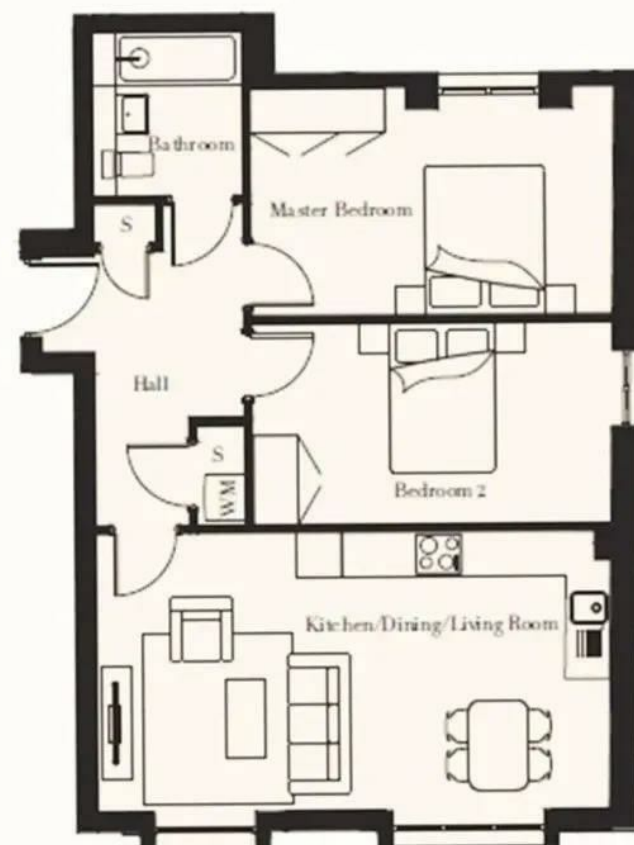 Bathroom
S
Master Bedroom
Hall
S
WM
Bedroom 2
Kitchen/Dining/Living Room